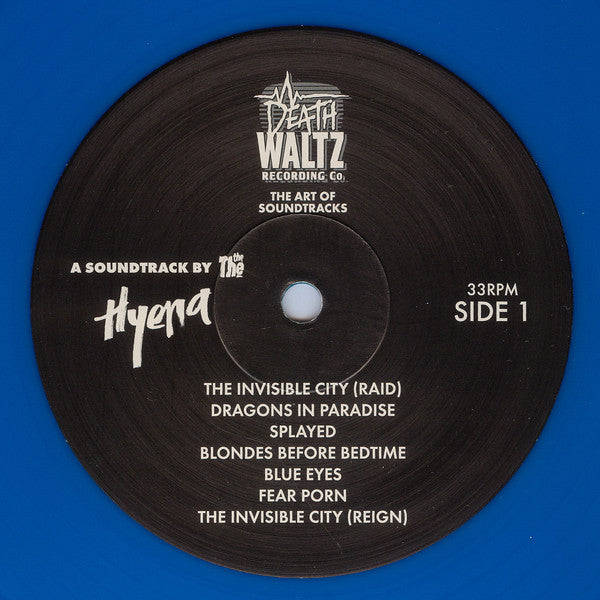 DEATH
WALTZ
RECORDING Co.
THE ART OF
SOUNDTRACKS
A SOUNDTRACK BY The the
Hyena
33RPM
SIDE 1
THE INVISIBLE CITY (RAID)
DRAGONS IN PARADISE
SPLAYED
BLONDES BEFORE BEDTIME
BLUE EYES
FEAR PORN
THE INVISIBLE CITY (REIGN)